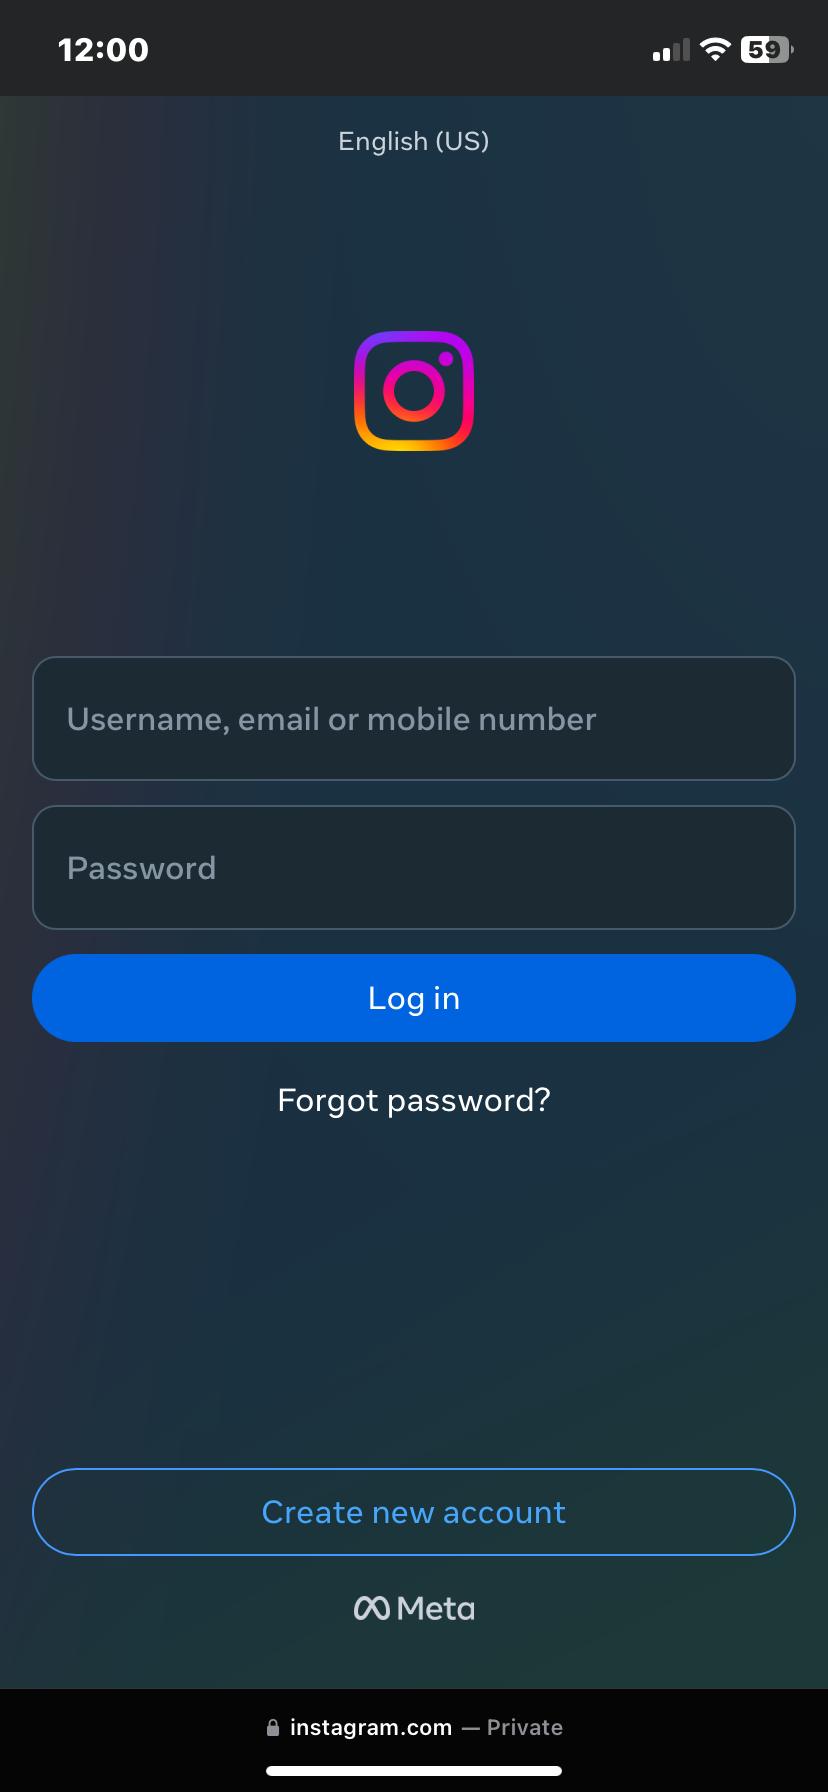 12:00
59
English (US)
Username, email or mobile number
Password
Log in
Forgot password?
Create new account
Meta
instagram.com — Private